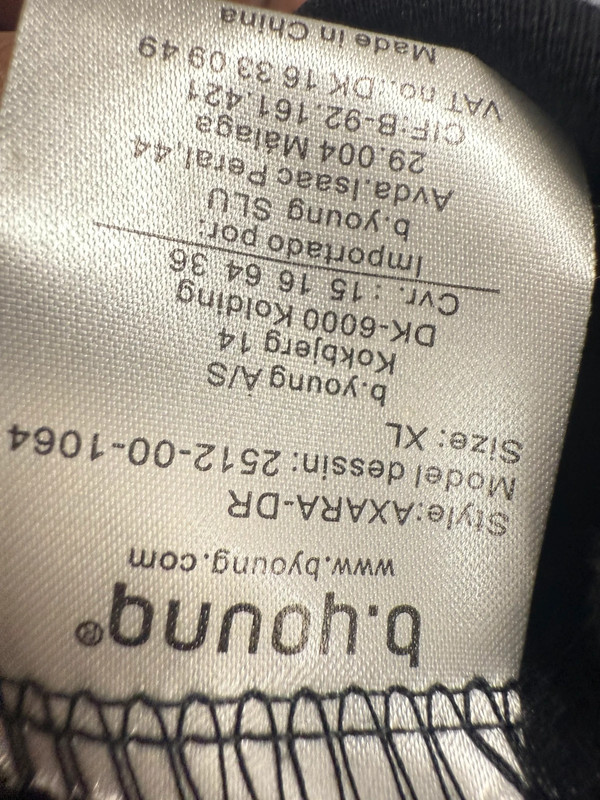 b.young®
www.byoung.com
Style:AXARA-DR
Model dessin: 2512-00-1064
Size: XL
b.young A/S
Kokbjerg 14
DK-6000 Kolding
Cvr. : 15 16 64 36
Importado por:
b.young SLU
Avda.Isaac Peral,44
29.004 Málaga
CIF:B-92.161.421
VAT no.:DK 16 33 09 49
Made in China